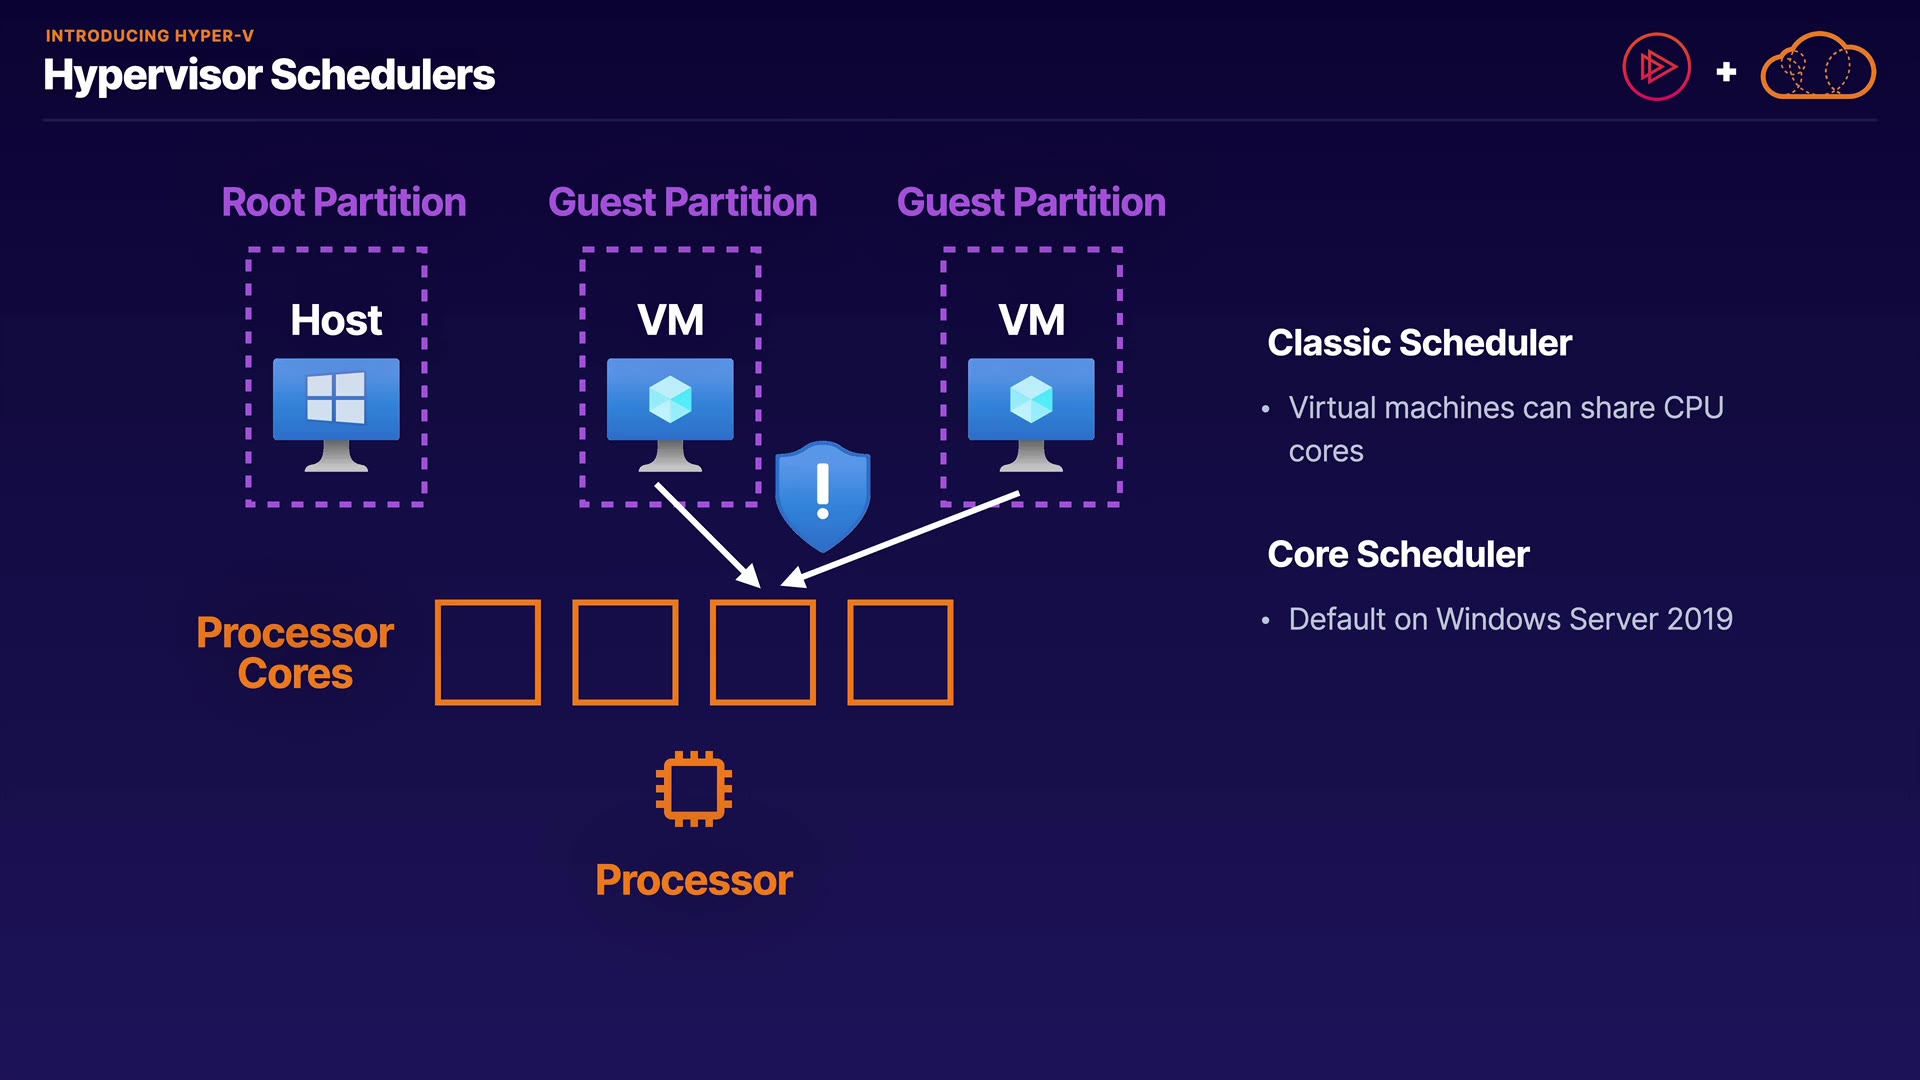 INTRODUCING HYPER-V
Hypervisor Schedulers
Root Partition
Guest Partition
Guest Partition
Host
VM
VM
Classic Scheduler
• Virtual machines can share CPU
cores
Core Scheduler
• Default on Windows Server 2019
Processor
Cores
Processor